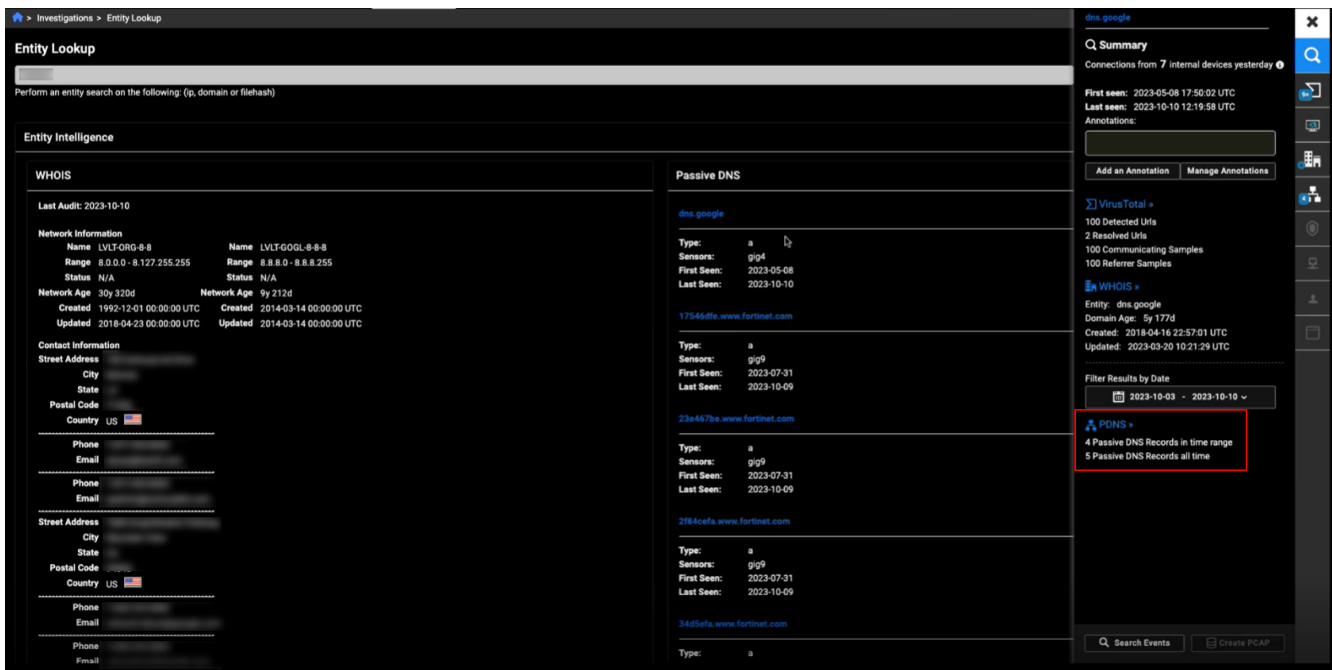 > Investigations > Entity Lookup
Entity Lookup
Perform an entity search on the following: (ip, domain or filehash)
Entity Intelligence
WHOIS
Last Audit: 2023-10-10
Network Information
Name LVLT-ORG-8-8 Name LVLT-GOGL-8-8-8
Range 8.0.0.0 - 8.127.255.255 Range 8.8.8.0 - 8.8.8.255
Status N/A Status N/A
Network Age 30y 320d Network Age 9y 212d
Created 1992-12-01 00:00:00 UTC Created 2014-03-14 00:00:00 UTC
Updated 2018-04-23 00:00:00 UTC Updated 2014-03-14 00:00:00 UTC
Contact Information
Street Address
City
State
Postal Code
Country US
Phone
Email
Phone
Email
Street Address
City
State
Postal Code
Country US
Phone
Email
Phone
Email
Passive DNS
dns.google
Type: a
Sensors: gig4
First Seen: 2023-05-08
Last Seen: 2023-10-10
17546dfe.www.fortinet.com
Type: a
Sensors: gig9
First Seen: 2023-07-31
Last Seen: 2023-10-09
23e467be.www.fortinet.com
Type: a
Sensors: gig9
First Seen: 2023-07-31
Last Seen: 2023-10-09
2f84cefa.www.fortinet.com
Type: a
Sensors: gig9
First Seen: 2023-07-31
Last Seen: 2023-10-09
34d5efa.www.fortinet.com
Type: a
dns.google
Summary
Connections from 7 internal devices yesterday
First seen: 2023-05-08 17:50:02 UTC
Last seen: 2023-10-10 12:19:58 UTC
Annotations:
Add an Annotation Manage Annotations
VirusTotal »
100 Detected Urls
2 Resolved Urls
100 Communicating Samples
100 Referrer Samples
WHOIS »
Entity: dns.google
Domain Age: 5y 177d
Created: 2018-04-16 22:57:01 UTC
Updated: 2023-03-20 10:21:29 UTC
Filter Results by Date
2023-10-03 - 2023-10-10
PDNS »
4 Passive DNS Records in time range
5 Passive DNS Records all time
Search Events Create PCAP